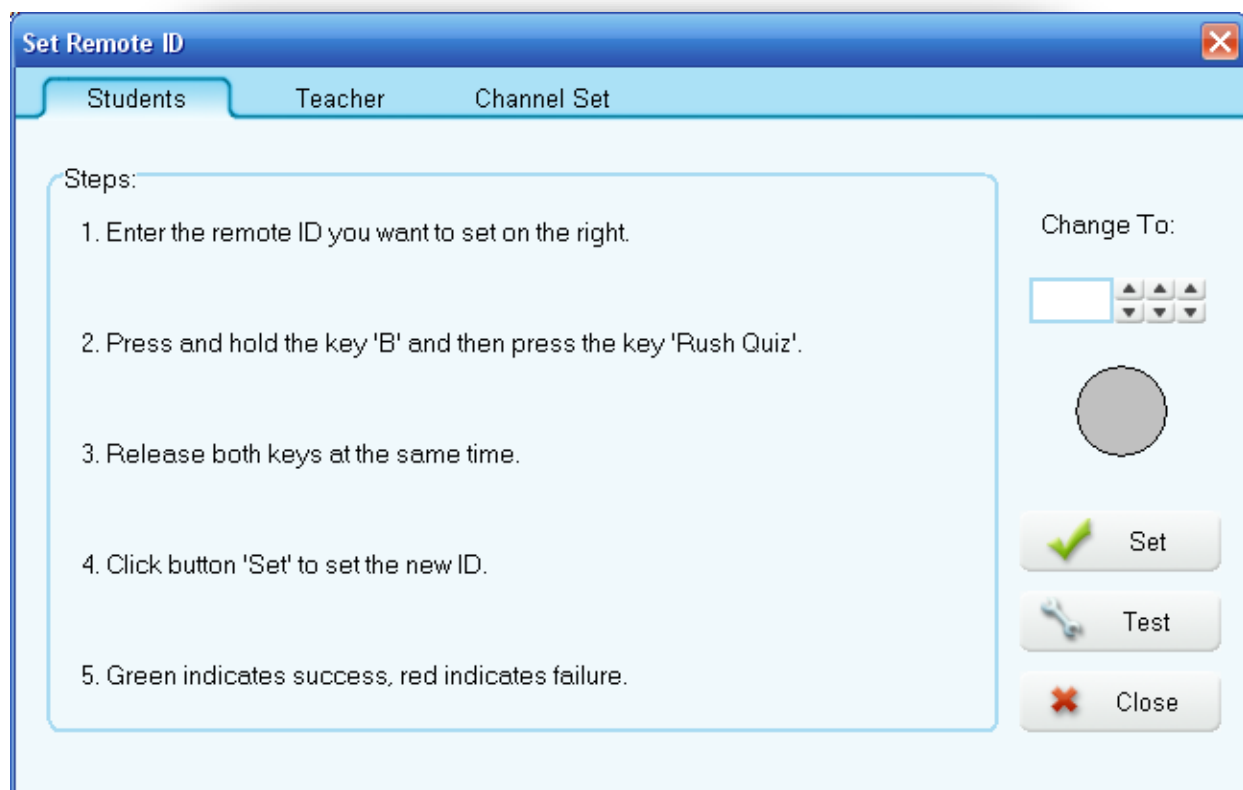 Set Remote ID
Students Teacher Channel Set
Steps:
1. Enter the remote ID you want to set on the right.
2. Press and hold the key 'B' and then press the key 'Rush Quiz'.
3. Release both keys at the same time.
4. Click button 'Set' to set the new ID.
5. Green indicates success, red indicates failure.
Change To:
Set
Test
Close